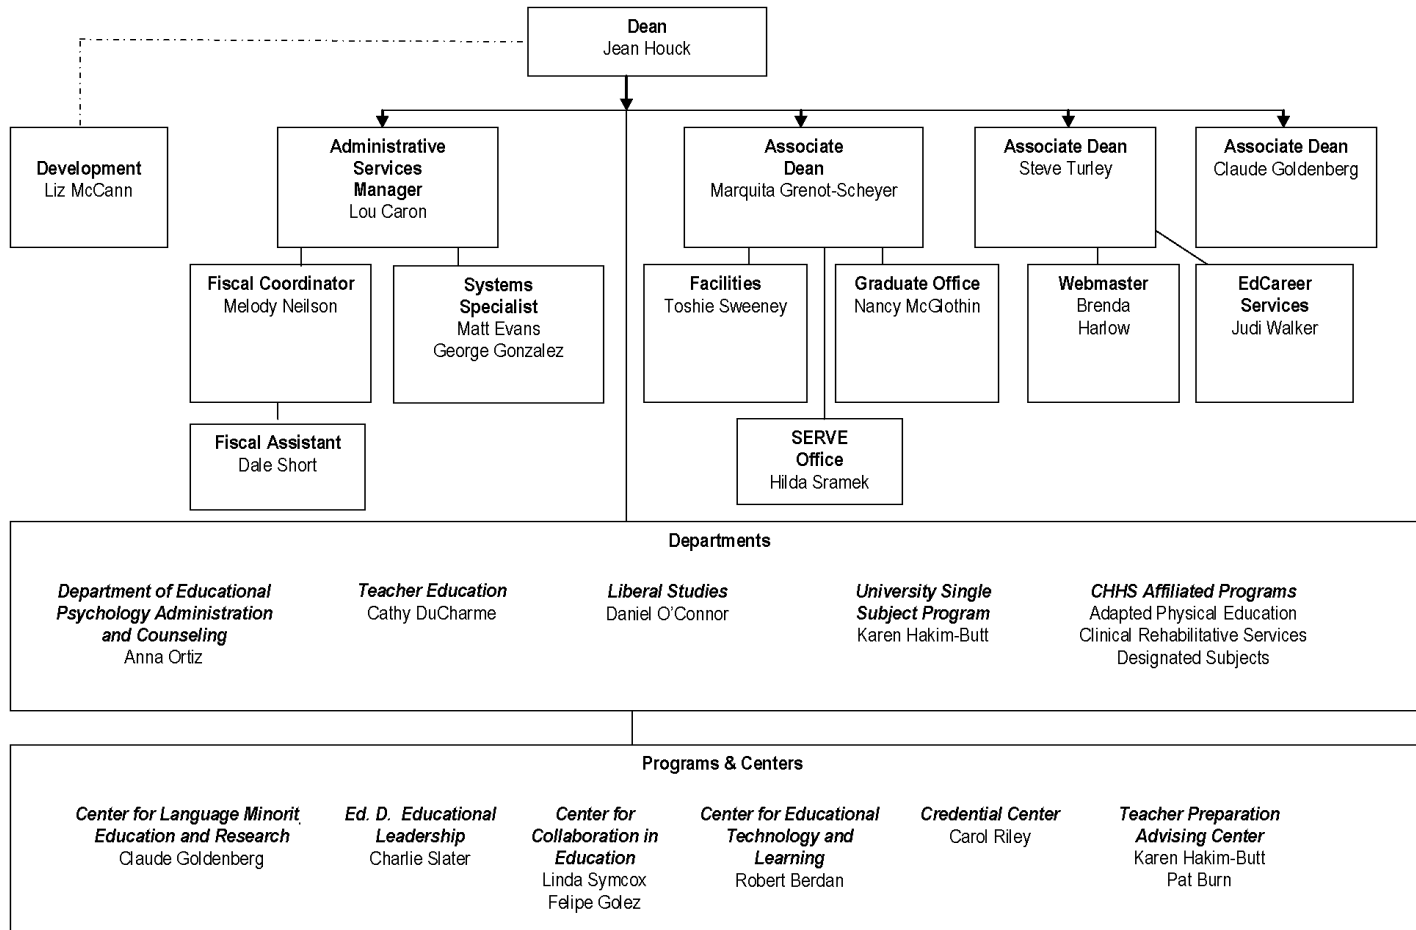 Dean
Jean Houck
Development
Liz McCann
Administrative
Services
Manager
Lou Caron
Associate
Dean
Marquita Grenot-Scheyer
Associate Dean
Steve Turley
Associate Dean
Claude Goldenberg
Fiscal Coordinator
Melody Neilson
Systems
Specialist
Matt Evans
George Gonzalez
Facilities
Toshie Sweeney
Graduate Office
Nancy McGlothin
Webmaster
Brenda
Harlow
EdCareer
Services
Judi Walker
Fiscal Assistant
Dale Short
SERVE
Office
Hilda Sramek
Departments
Department of Educational
Psychology Administration
and Counseling
Anna Ortiz
Teacher Education
Cathy DuCharme
Liberal Studies
Daniel O'Connor
University Single
Subject Program
Karen Hakim-Butt
CHHS Affiliated Programs
Adapted Physical Education
Clinical Rehabilitative Services
Designated Subjects
Programs & Centers
Center for Language Minorit
Education and Research
Claude Goldenberg
Ed. D. Educational
Leadership
Charlie Slater
Center for
Collaboration in
Education
Linda Symcox
Felipe Golez
Center for Educational
Technology and
Learning
Robert Berdan
Credential Center
Carol Riley
Teacher Preparation
Advising Center
Karen Hakim-Butt
Pat Burn